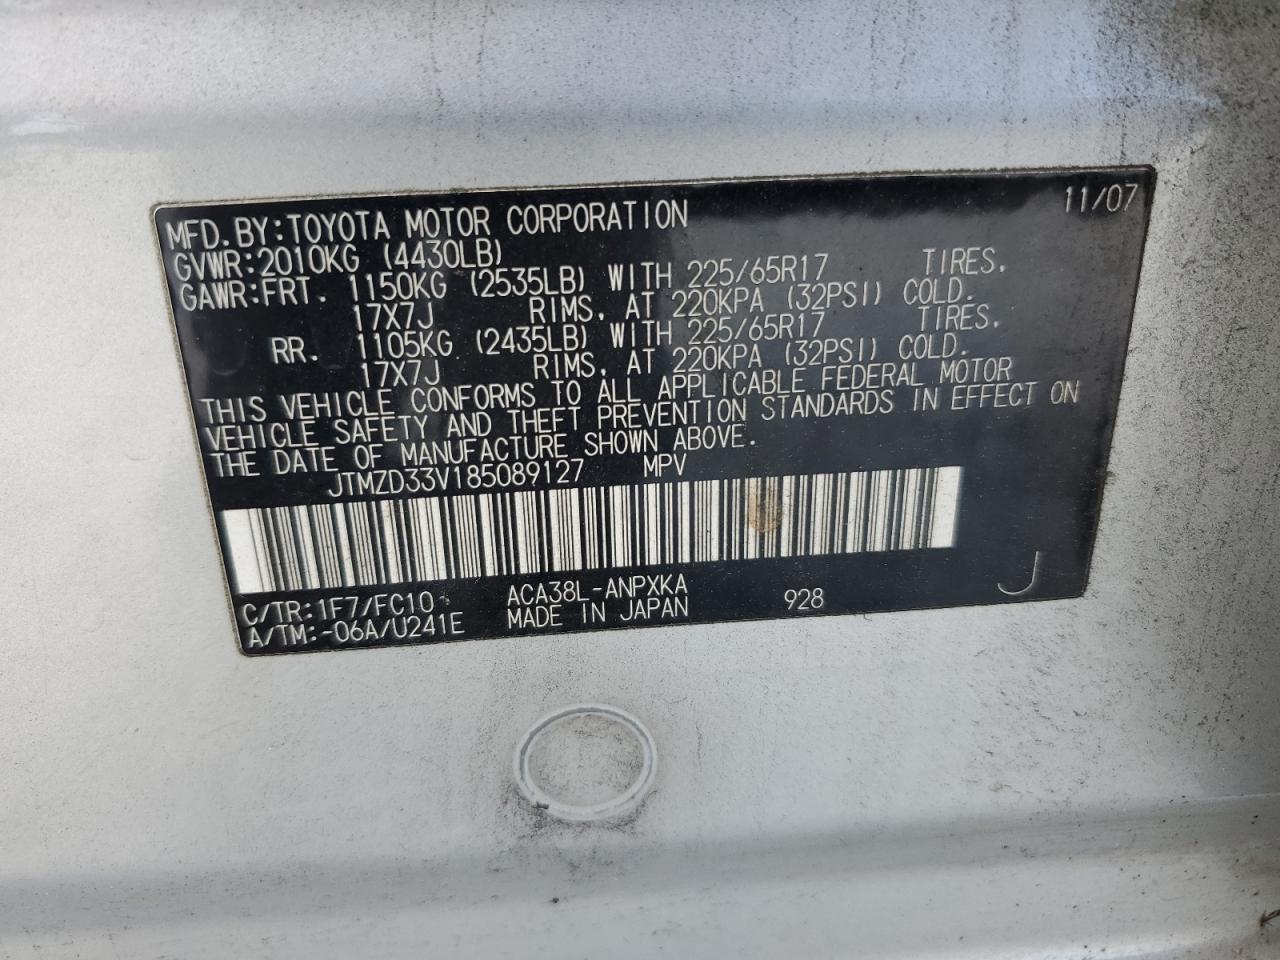 11/07
MFD.BY:TOYOTA MOTOR CORPORATION
GVWR:2010KG (4430LB)
GAWR:FRT. 1150KG (2535LB) WITH 225/65R17 TIRES.
17X7J RIMS, AT 220KPA (32PSI) COLD.
RR. 1105KG (2435LB) WITH 225/65R17 TIRES.
17X7J RIMS, AT 220KPA (32PSI) COLD.
THIS VEHICLE CONFORMS TO ALL APPLICABLE FEDERAL MOTOR
VEHICLE SAFETY AND THEFT PREVENTION STANDARDS IN EFFECT ON
THE DATE OF MANUFACTURE SHOWN ABOVE.
JTMZD33V185089127 MPV
C/TR:1F7/FC10 ACA38L-ANPXKA 928 J
A/TM:-06A/U241E MADE IN JAPAN